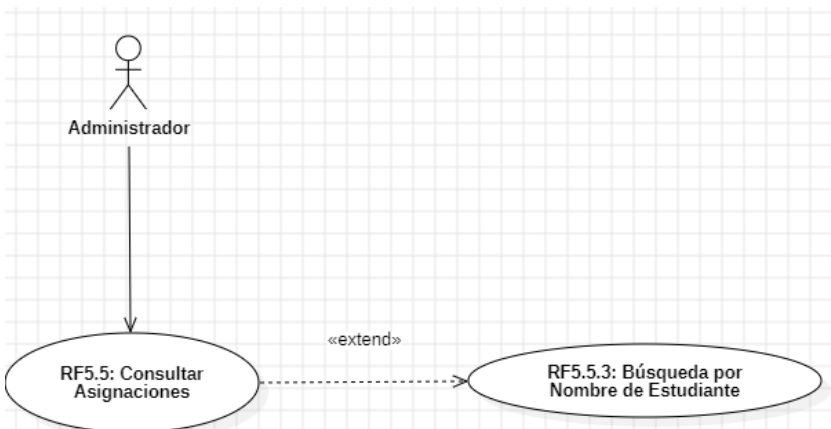 Administrador
«extend»
RF5.5: Consultar
Asignaciones
RF5.5.3: Búsqueda por
Nombre de Estudiante